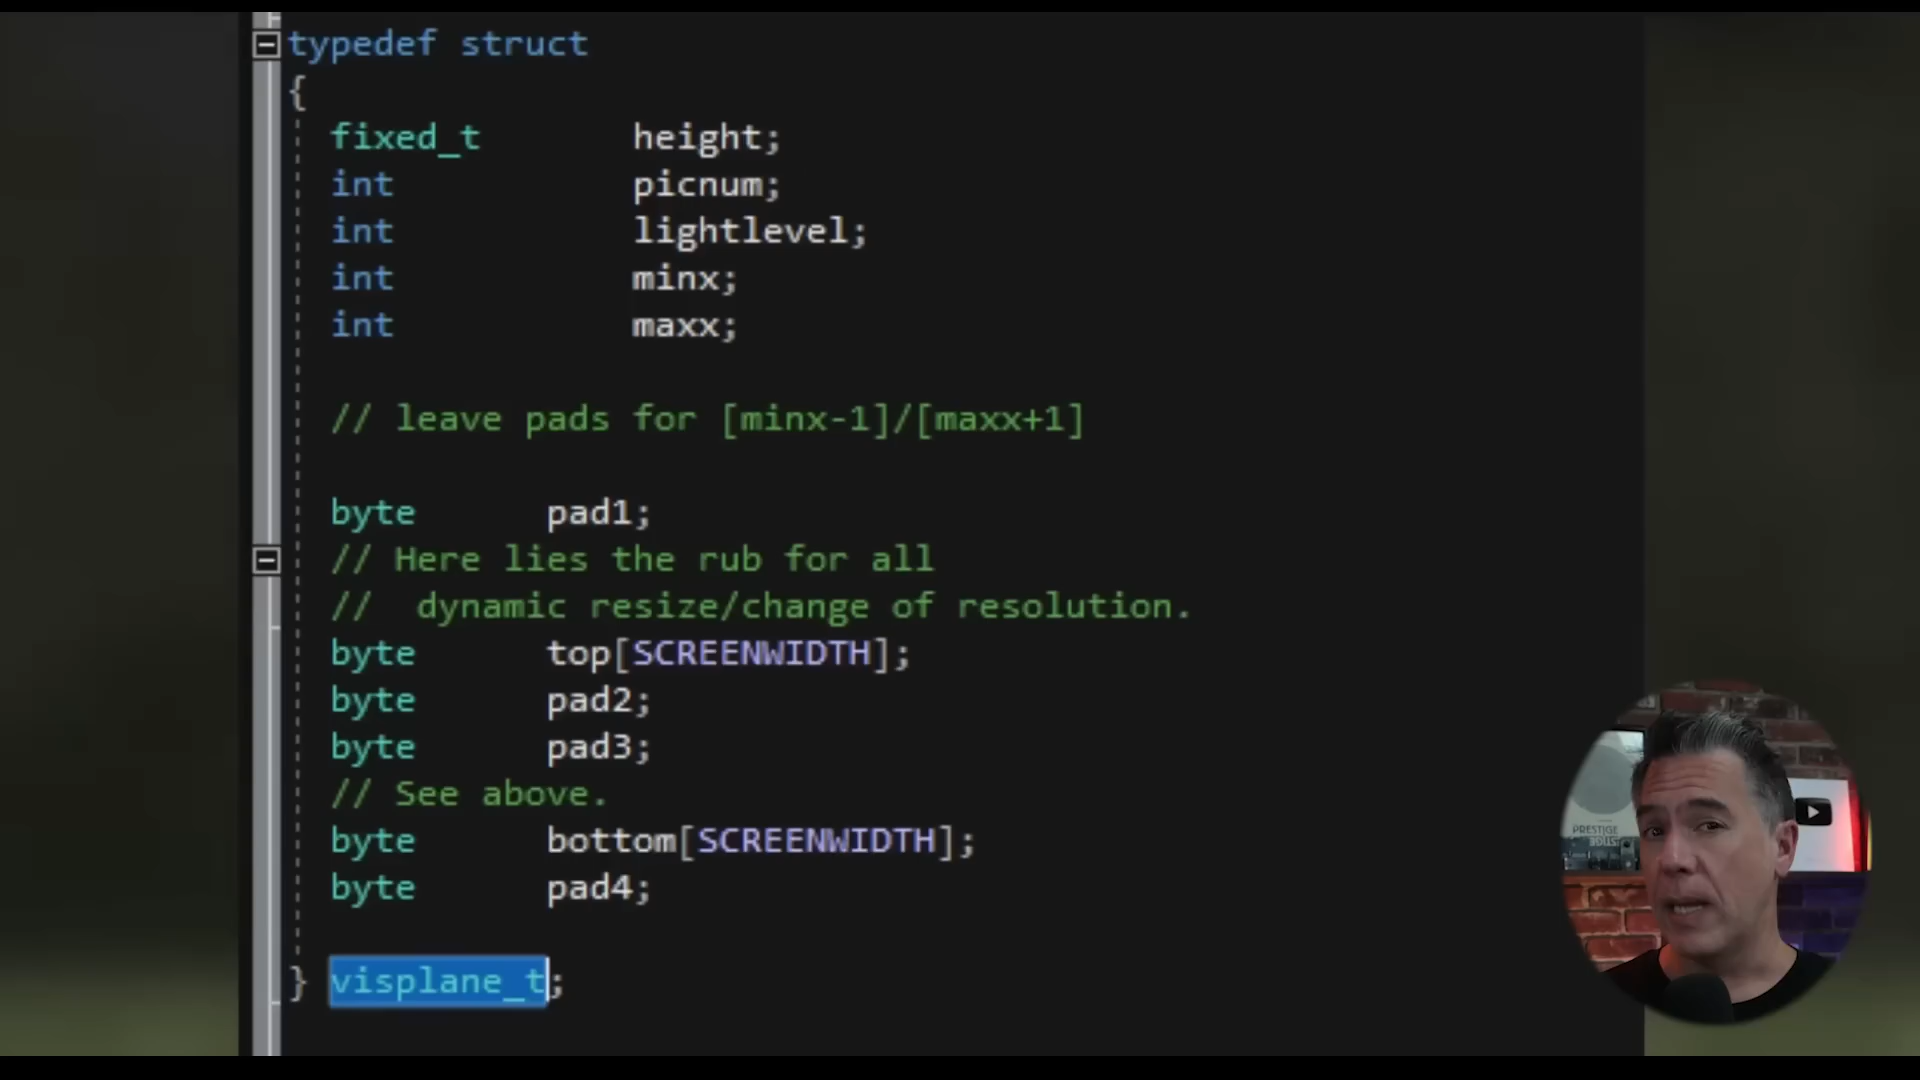 typedef struct
{
fixed_t height;
int picnum;
int lightlevel;
int minx;
int maxx;
// leave pads for [minx-1]/[maxx+1]
byte pad1;
// Here lies the rub for all
// dynamic resize/change of resolution.
byte top[SCREENWIDTH];
byte pad2;
byte pad3;
// See above.
byte bottom[SCREENWIDTH];
byte pad4;
} visplane_t;
PRESTIGE